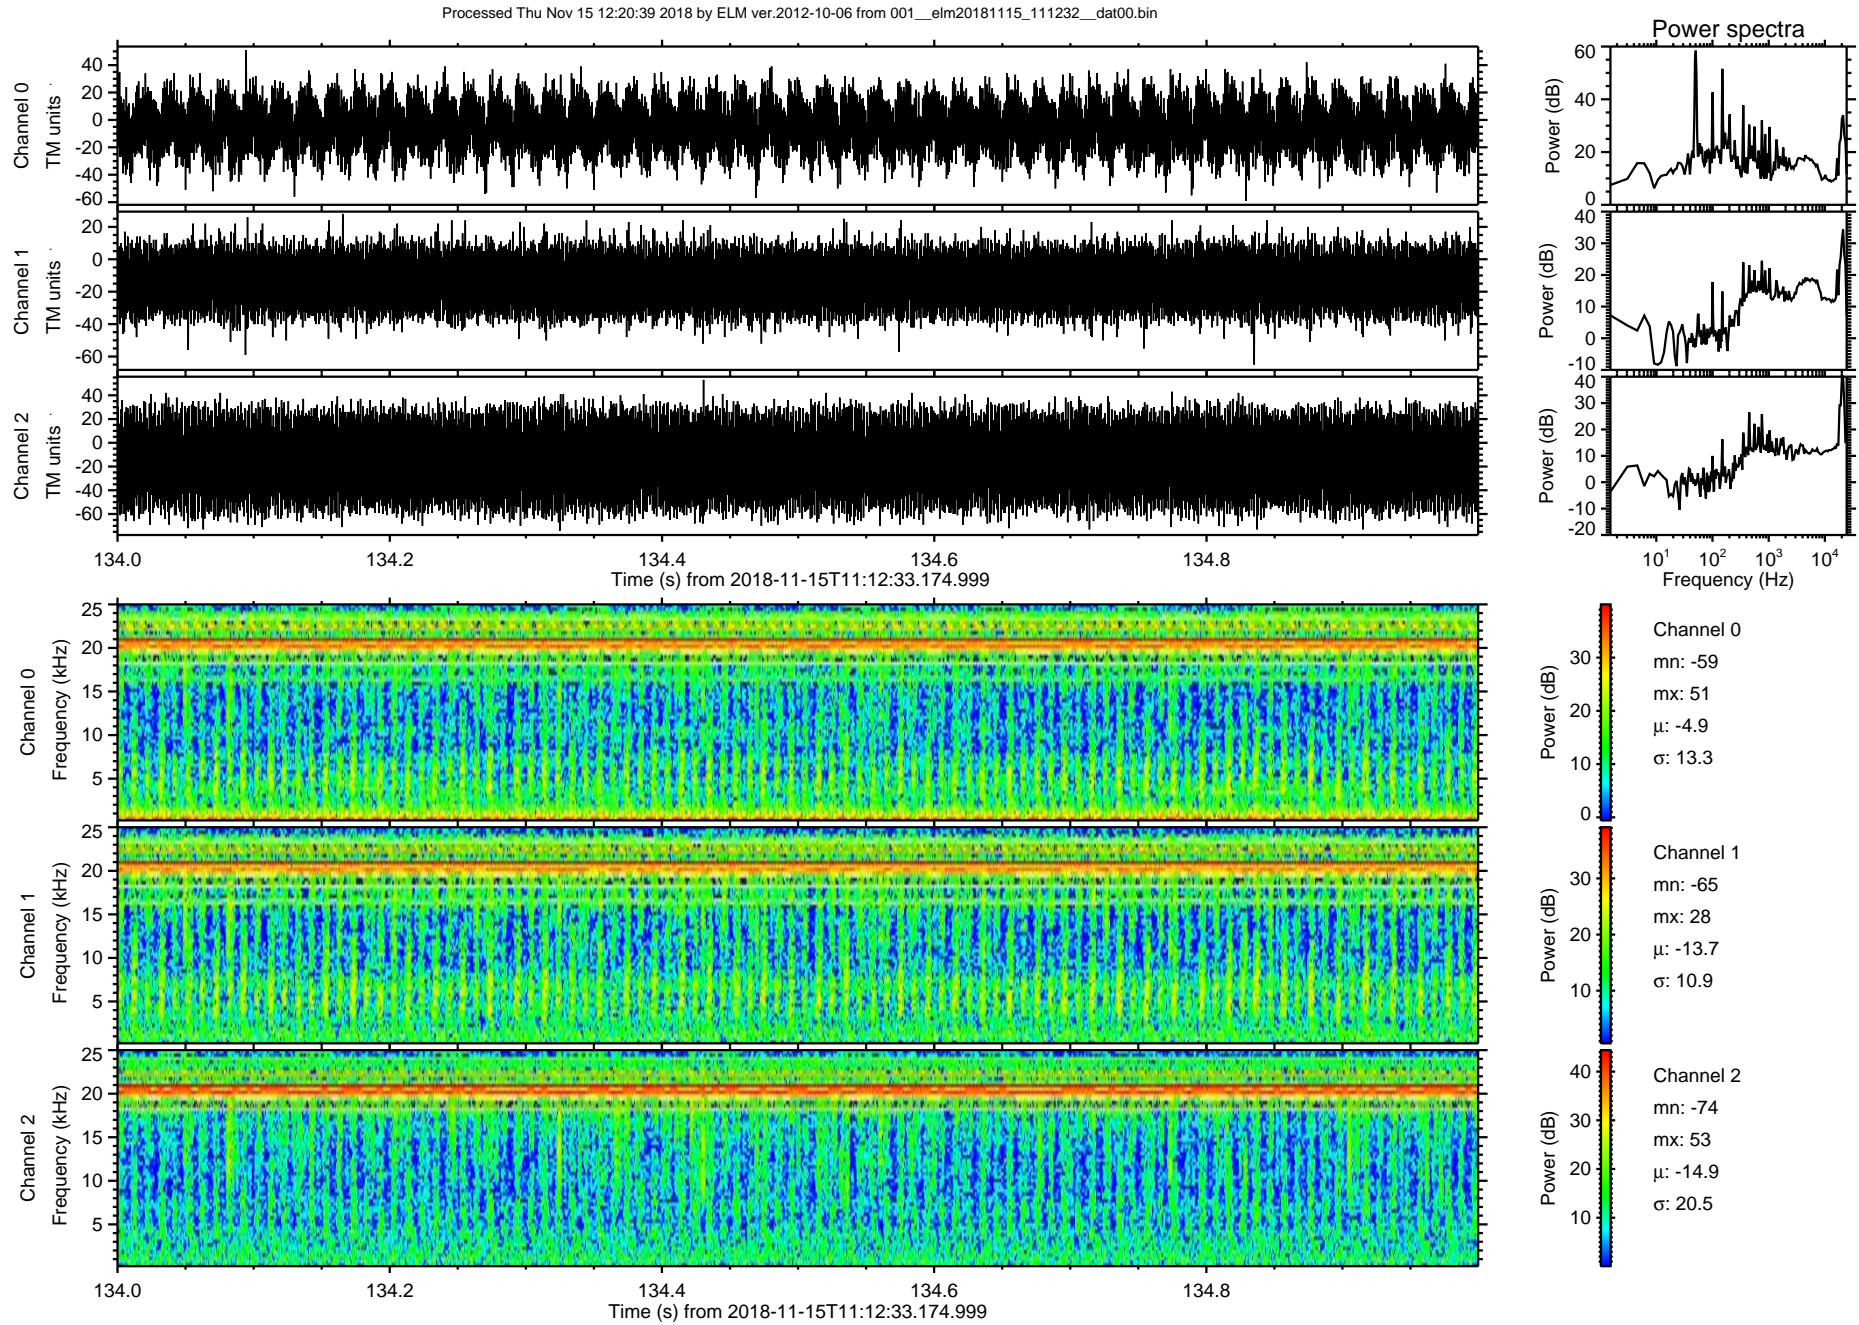 Processed Thu Nov 15 12:20:39 2018 by ELM ver.2012-10-06 from 001__elm20181115_111232__dat00.bin
Power spectra
Channel 0
TM units
40
20
0
-20
-40
-60
Power (dB)
60
40
20
0
Channel 1
TM units
20
0
-20
-40
-60
Power (dB)
40
30
20
10
0
-10
Channel 2
TM units
40
20
0
-20
-40
-60
Power (dB)
40
30
20
10
0
-10
-20
134.0 134.2 134.4 134.6 134.8
Time (s) from 2018-11-15T11:12:33.174.999
10¹ 10² 10³ 10⁴
Frequency (Hz)
Channel 0
Frequency (kHz)
25
20
15
10
5
Power (dB)
30
20
10
0
Channel 0
mn: -59
mx: 51
μ: -4.9
σ: 13.3
Channel 1
Frequency (kHz)
25
20
15
10
5
Power (dB)
30
20
10
Channel 1
mn: -65
mx: 28
μ: -13.7
σ: 10.9
Channel 2
Frequency (kHz)
25
20
15
10
5
Power (dB)
40
30
20
10
Channel 2
mn: -74
mx: 53
μ: -14.9
σ: 20.5
134.0 134.2 134.4 134.6 134.8
Time (s) from 2018-11-15T11:12:33.174.999